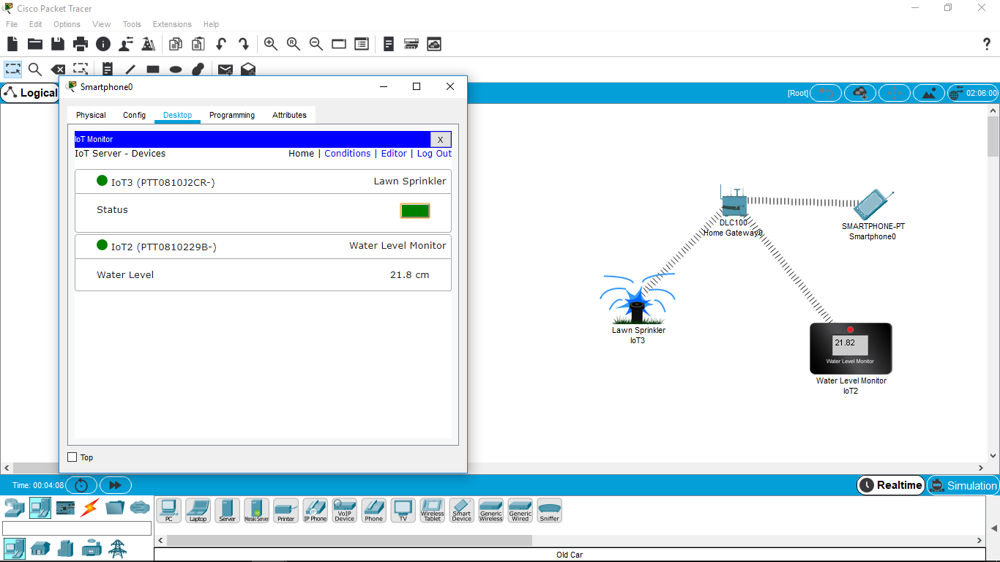 Cisco Packet Tracer
File Edit Options View Tools Extensions Help
R
?
Logical
[Root]
02:06:00
Smartphone0
Physical Config Desktop Programming Attributes
IoT Monitor
X
IoT Server - Devices
Home | Conditions | Editor | Log Out
IoT3 (PTT0810J2CR-)
Lawn Sprinkler
Status
IoT2 (PTT0810229B-)
Water Level Monitor
Water Level
21.8 cm
Top
DLC100
Home Gateway0
SMARTPHONE-PT
Smartphone0
Lawn Sprinkler
IoT3
21.82
Water Level Monitor
Water Level Monitor
IoT2
Time: 00:04:08
Realtime
Simulation
PC
Laptop
Server
Meraki Server
Printer
IP
IP Phone
VoIP
Device
Phone
TV
Wireless
Tablet
Smart
Device
Generic
Wireless
Generic
Wired
Sniffer
Old Car